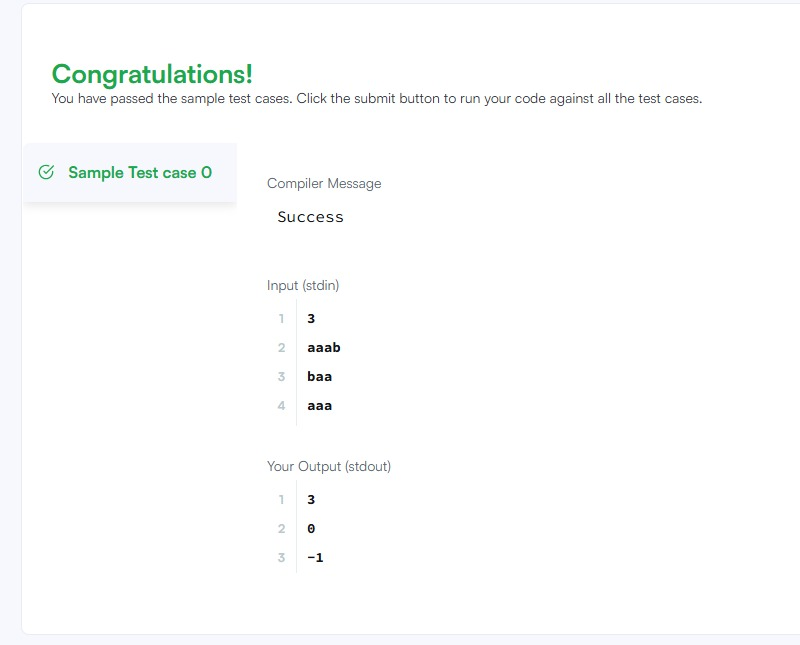 Congratulations!
You have passed the sample test cases. Click the submit button to run your code against all the test cases.
Sample Test case 0
Compiler Message
Success
Input (stdin)
1 3
2 aaab
3 baa
4 aaa
Your Output (stdout)
1 3
2 0
3 -1